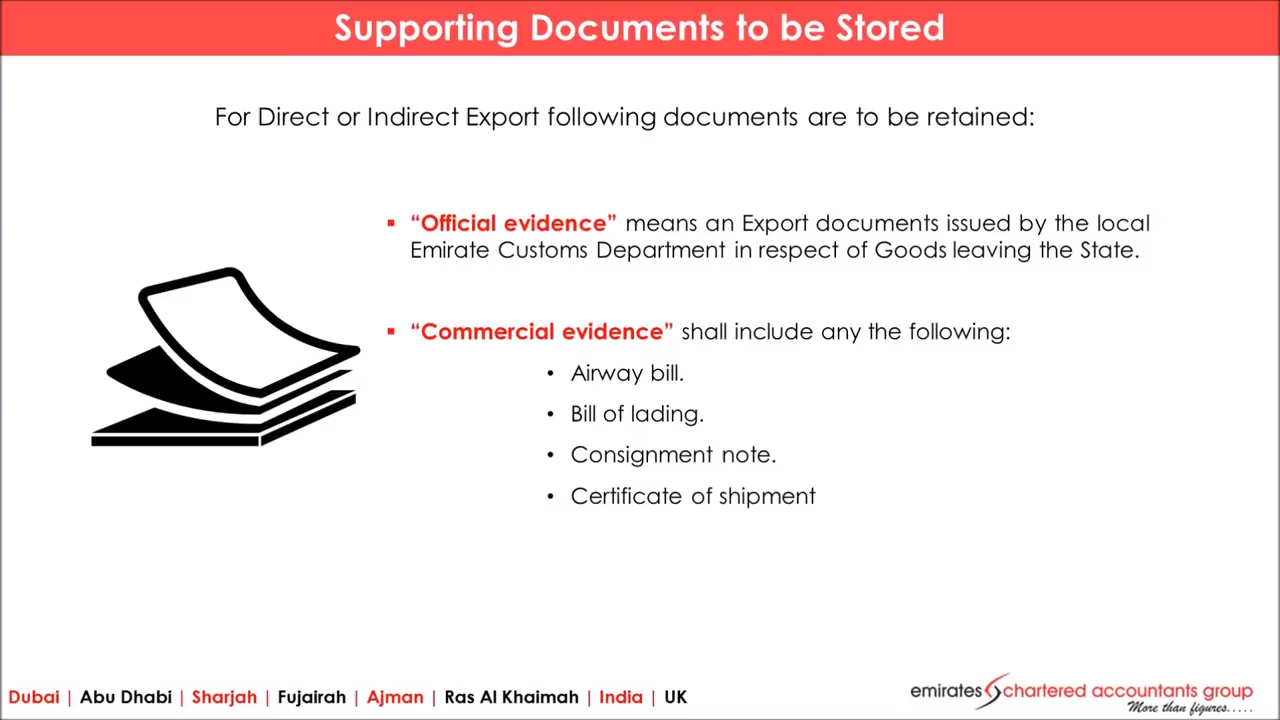 Supporting Documents to be Stored
For Direct or Indirect Export following documents are to be retained:
▪ “Official evidence” means an Export documents issued by the local
Emirate Customs Department in respect of Goods leaving the State.
▪ “Commercial evidence” shall include any the following:
• Airway bill.
• Bill of lading.
• Consignment note.
• Certificate of shipment
Dubai | Abu Dhabi | Sharjah | Fujairah | Ajman | Ras Al Khaimah | India | UK
emirates chartered accountants group
More than figures.....